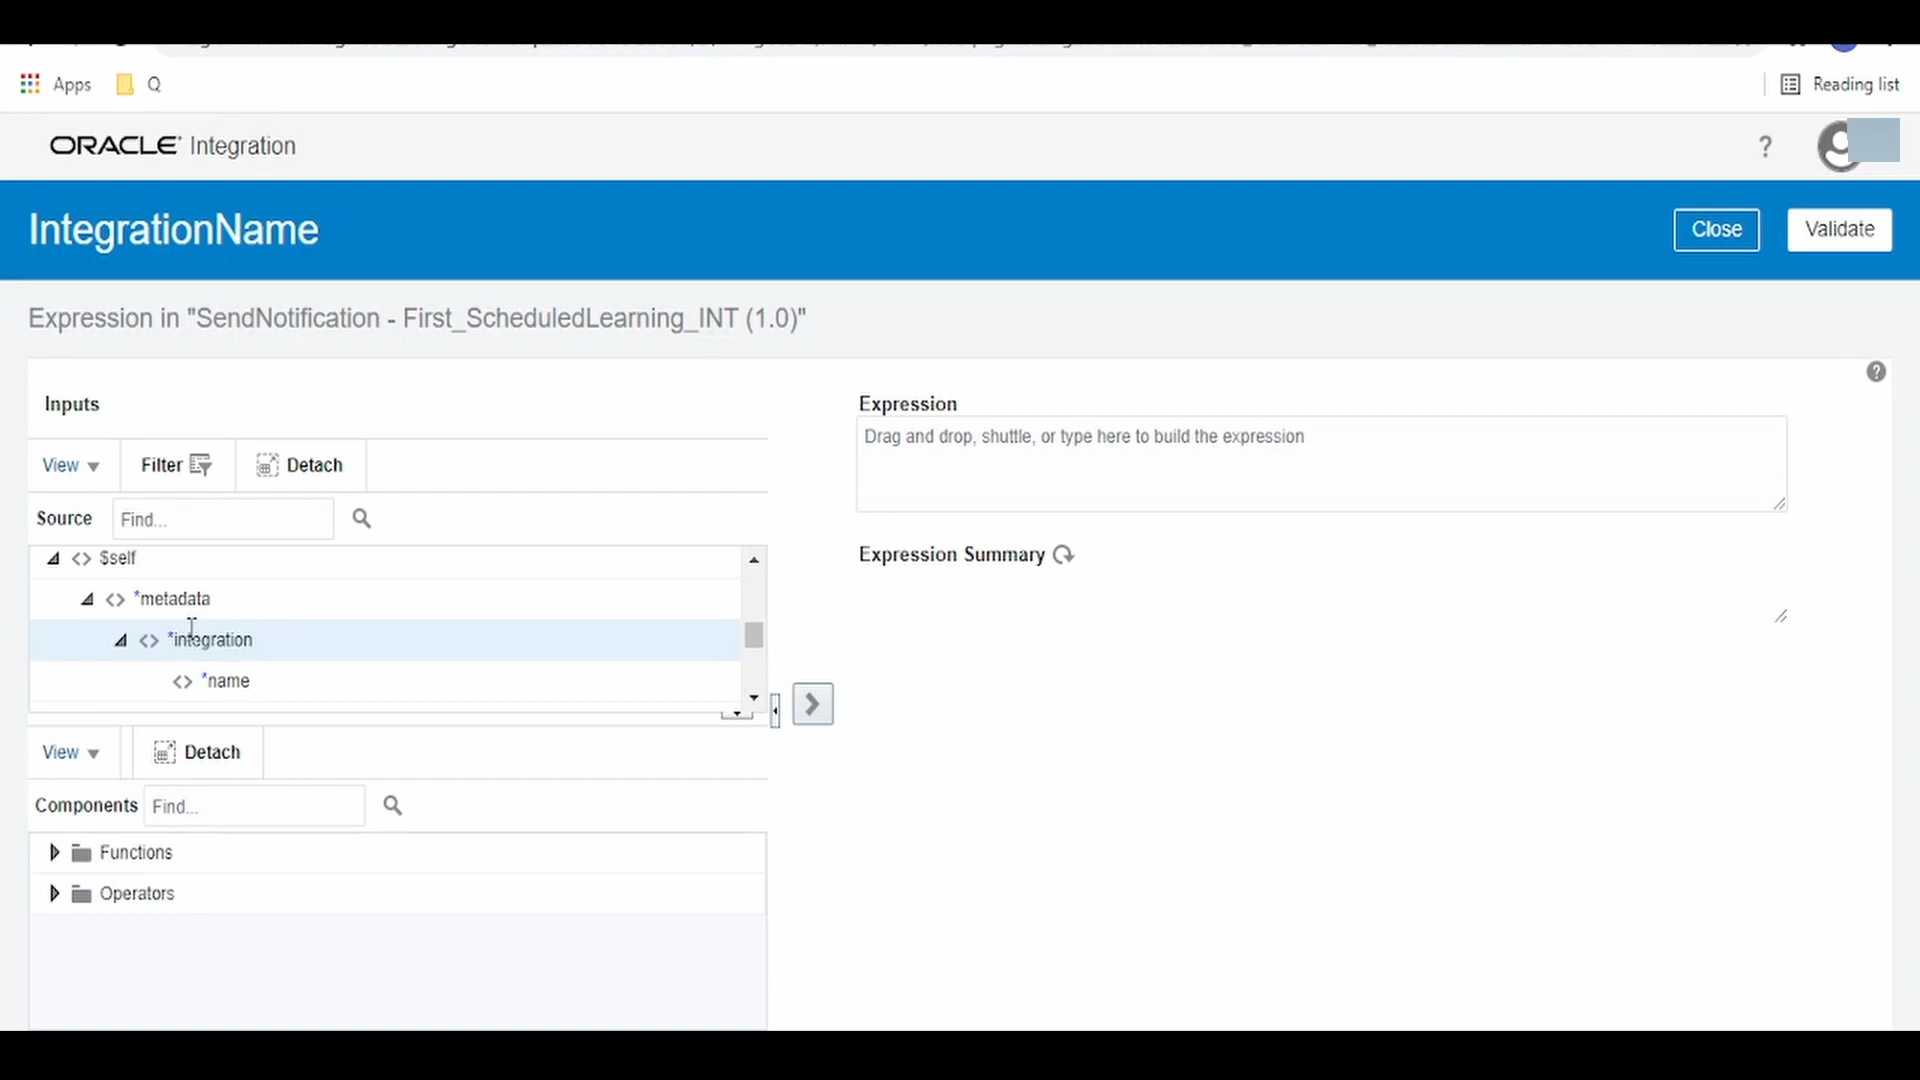 Apps Q Reading list
ORACLE Integration ?
IntegrationName Close Validate
Expression in "SendNotification - First_ScheduledLearning_INT (1.0)"
?
Inputs
Expression
Drag and drop, shuttle, or type here to build the expression
View Filter Detach
Source Find...
Expression Summary
$self
*metadata
*integration
*name
View Detach
Components Find...
Functions
Operators